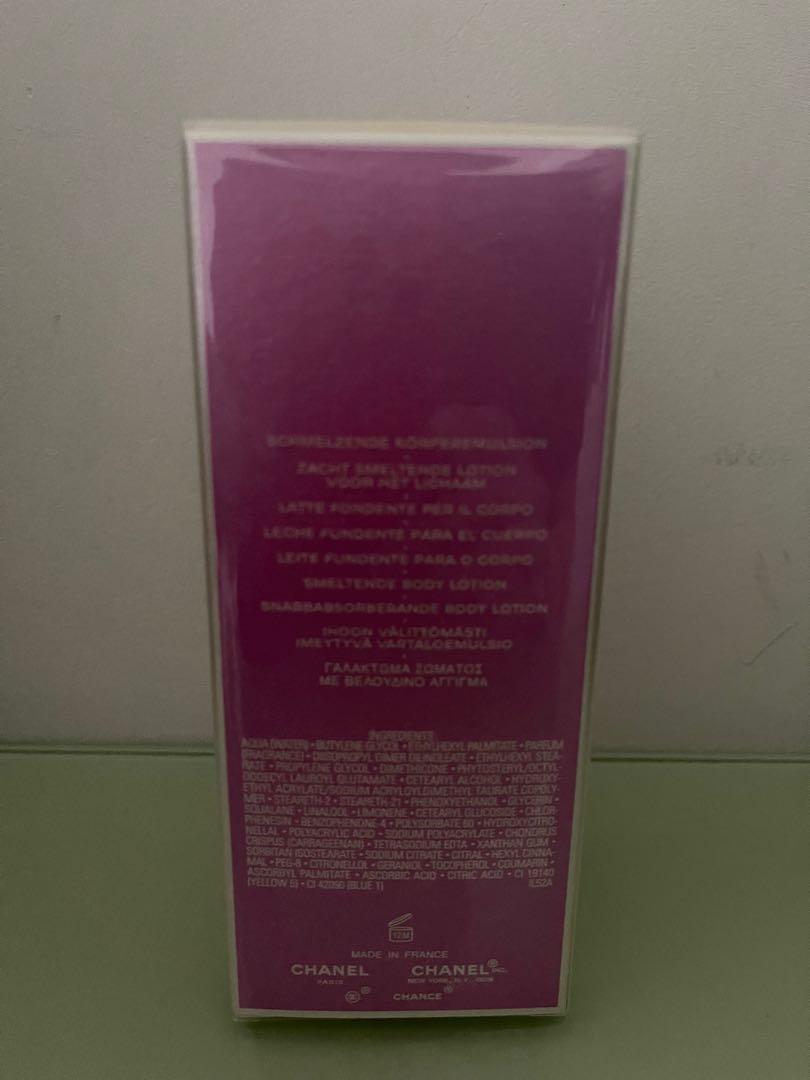 SCHMELZENDE KÖRPEREMULSION
ZACHT SMELTENDE LOTION
VOOR HET LICHAAM
LATTE FONDENTE PER IL CORPO
LECHE FUNDENTE PARA EL CUERPO
LEITE FUNDENTE PARA O CORPO
SMELTENDE BODY LOTION
SNABBABSORBERANDE BODY LOTION
IHOON VÄLITTÖMÄSTI
IMEYTYVÄ VARTALOEMULSIO
ΓΑΛΑΚΤΩΜΑ ΣΩΜΑΤΟΣ
ΜΕ ΒΕΛΟΥΔΙΝΟ ΑΓΓΙΓΜΑ
INGREDIENTS:
AQUA (WATER) • BUTYLENE GLYCOL • ETHYLHEXYL PALMITATE • PARFUM
(FRAGRANCE) • DIISOPROPYL DIMER DILINOLEATE • ETHYLHEXYL STEA-
RATE • PROPYLENE GLYCOL • DIMETHICONE • PHYTOSTERYL/OCTYL-
DODECYL LAUROYL GLUTAMATE • CETEARYL ALCOHOL • HYDROXY-
ETHYL ACRYLATE/SODIUM ACRYLOYLDIMETHYL TAURATE COPOLY-
MER • STEARETH-2 • STEARETH-21 • PHENOXYETHANOL • GLYCERIN •
SQUALANE • LINALOOL • LIMONENE • CETEARYL GLUCOSIDE • CHLOR-
PHENESIN • BENZOPHENONE-4 • POLYSORBATE 60 • HYDROXYCITRO-
NELLAL • POLYACRYLIC ACID • SODIUM POLYACRYLATE • CHONDRUS
CRISPUS (CARRAGEENAN) • TETRASODIUM EDTA • XANTHAN GUM •
SORBITAN ISOSTEARATE • SODIUM CITRATE • CITRAL • HEXYL CINNA-
MAL • PEG-8 • CITRONELLOL • GERANIOL • TOCOPHEROL • COUMARIN •
ASCORBYL PALMITATE • ASCORBIC ACID • CITRIC ACID • CI 19140
(YELLOW 5) • CI 42090 (BLUE 1) IL52A
12M
MADE IN FRANCE
CHANEL CHANEL® INC.
PARIS NEW YORK, N.Y.
CHANCE®